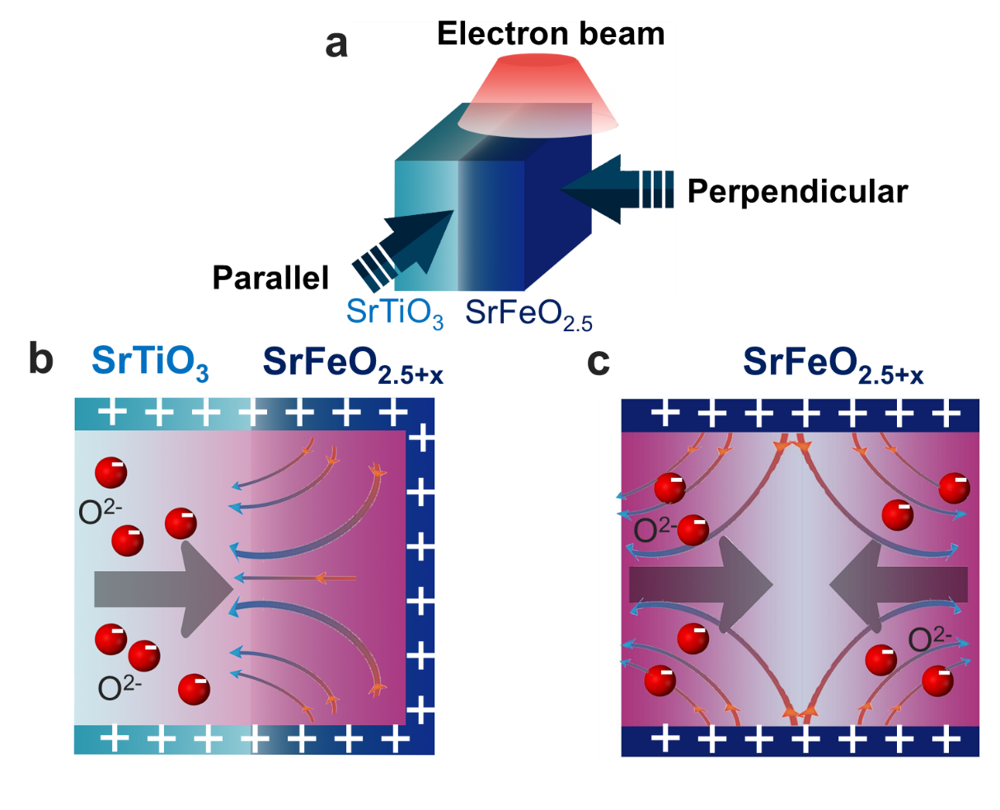 a
Electron beam
Perpendicular
Parallel
SrTiO₃ SrFeO₂.₅
b SrTiO₃ SrFeO₂.₅₊ₓ
c SrFeO₂.₅₊ₓ
+ + + + + + +
+ + + + + + +
+
+
+
+
+
+
O²⁻
O²⁻
O²⁻
O²⁻
+ + + + + + +
+ + + + + + +